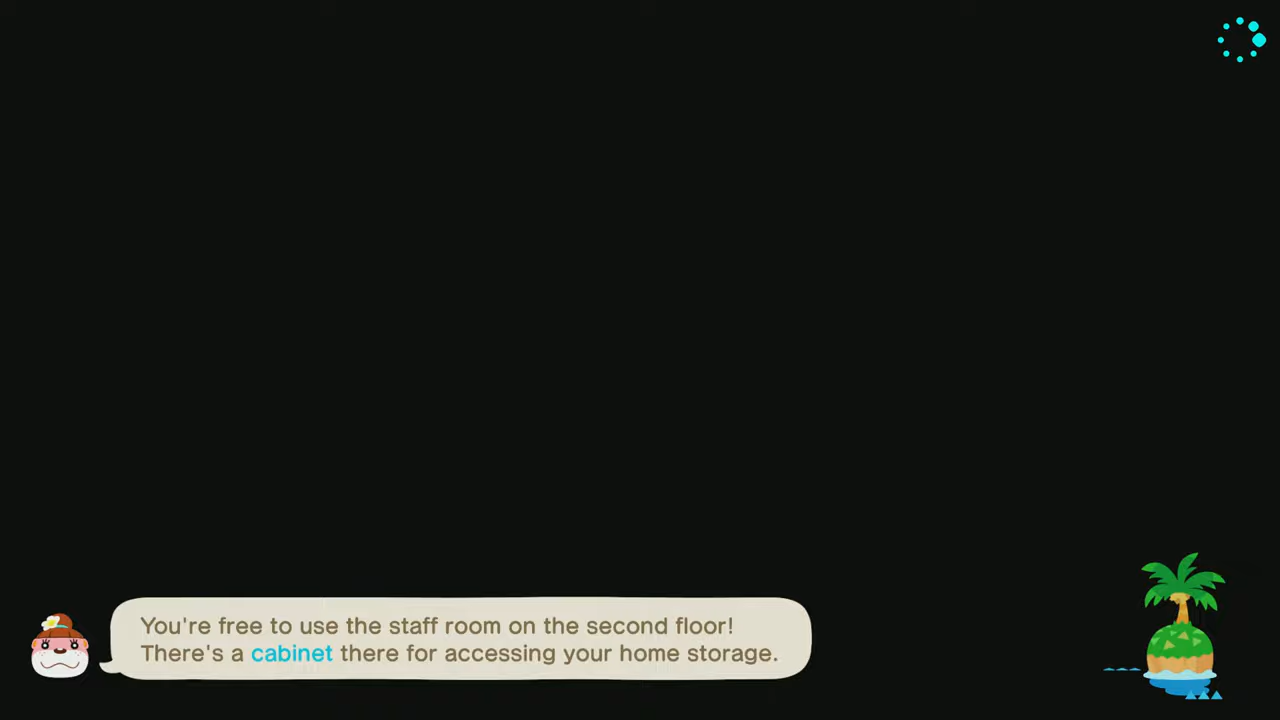 You're free to use the staff room on the second floor!
There's a cabinet there for accessing your home storage.